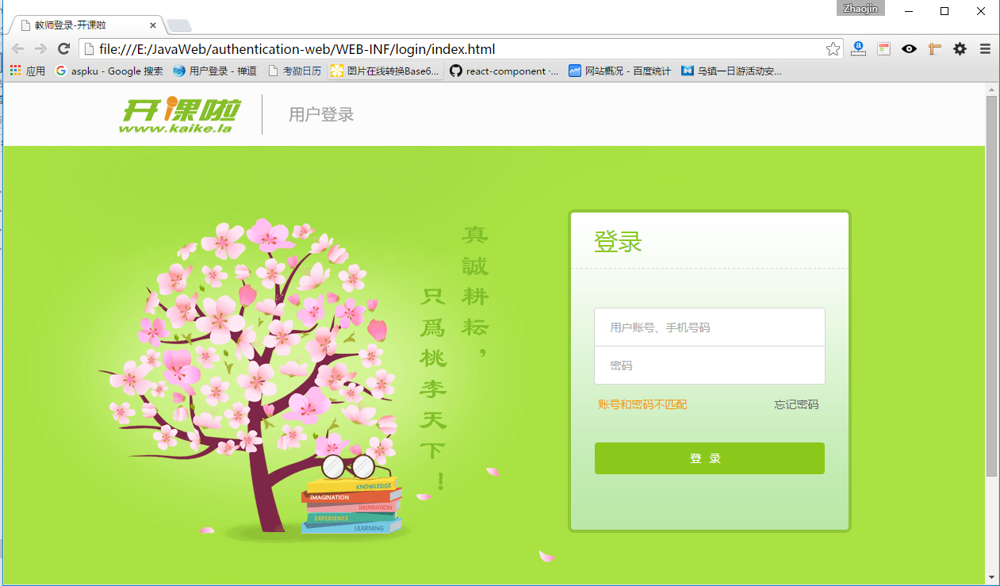 Zhaojin
教师登录-开课啦
file:///E:/JavaWeb/authentication-web/WEB-INF/login/index.html
应用
aspku - Google 搜索
用户登录 - 禅道
考勤日历
图片在线转换Base6...
react-component ·...
网站概况 - 百度统计
乌镇一日游活动安...
开课啦
www.kaike.la
用户登录
真誠耕耘，
只爲桃李天下！
登录
用户账号、手机号码
密码
账号和密码不匹配
忘记密码
登 录
KNOWLEDGE
IMAGINATION
INSPIRATION
EXPERIENCE
LEARNING